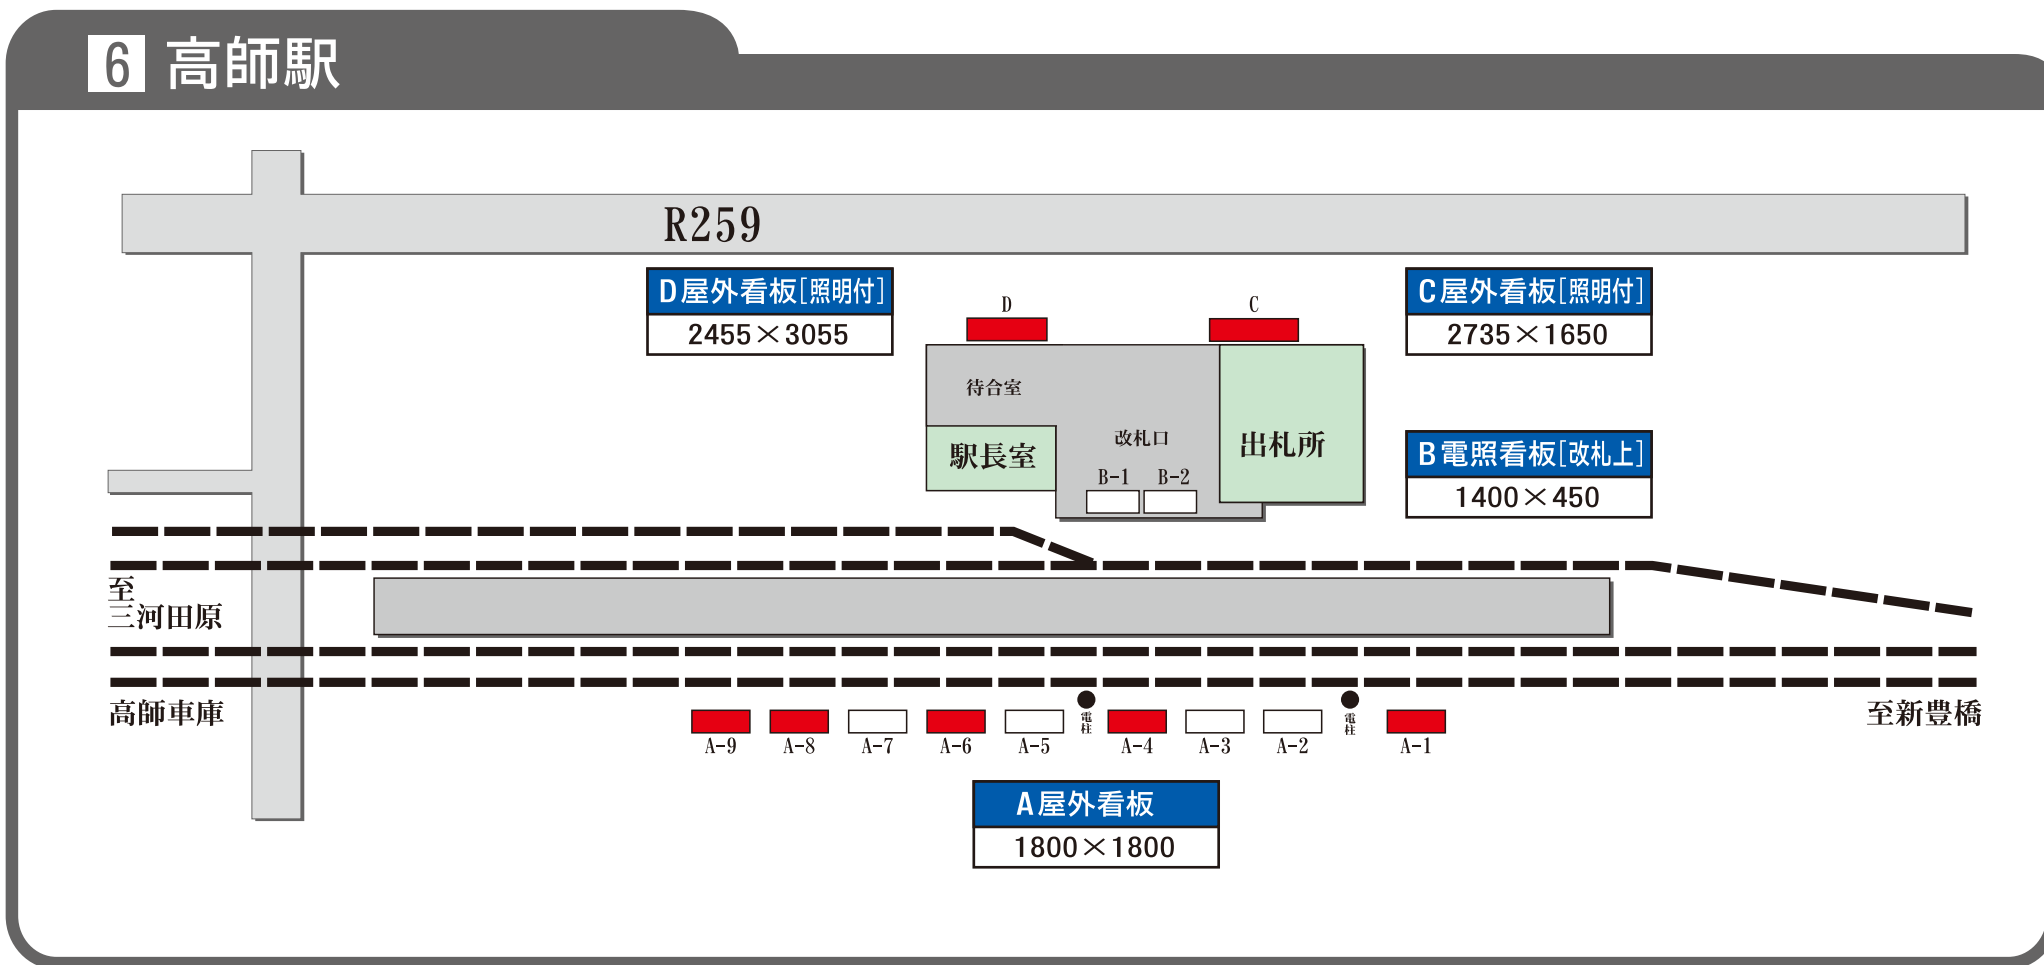 6 高師駅
R259
D屋外看板[照明付]
2455×3055
D
C
C屋外看板[照明付]
2735×1650
待合室
改札口
駅長室
出札所
B-1 B-2
B電照看板[改札上]
1400×450
至
三河田原
高師車庫
至新豊橋
電柱
電柱
A-9 A-8 A-7 A-6 A-5 A-4 A-3 A-2 A-1
A屋外看板
1800×1800